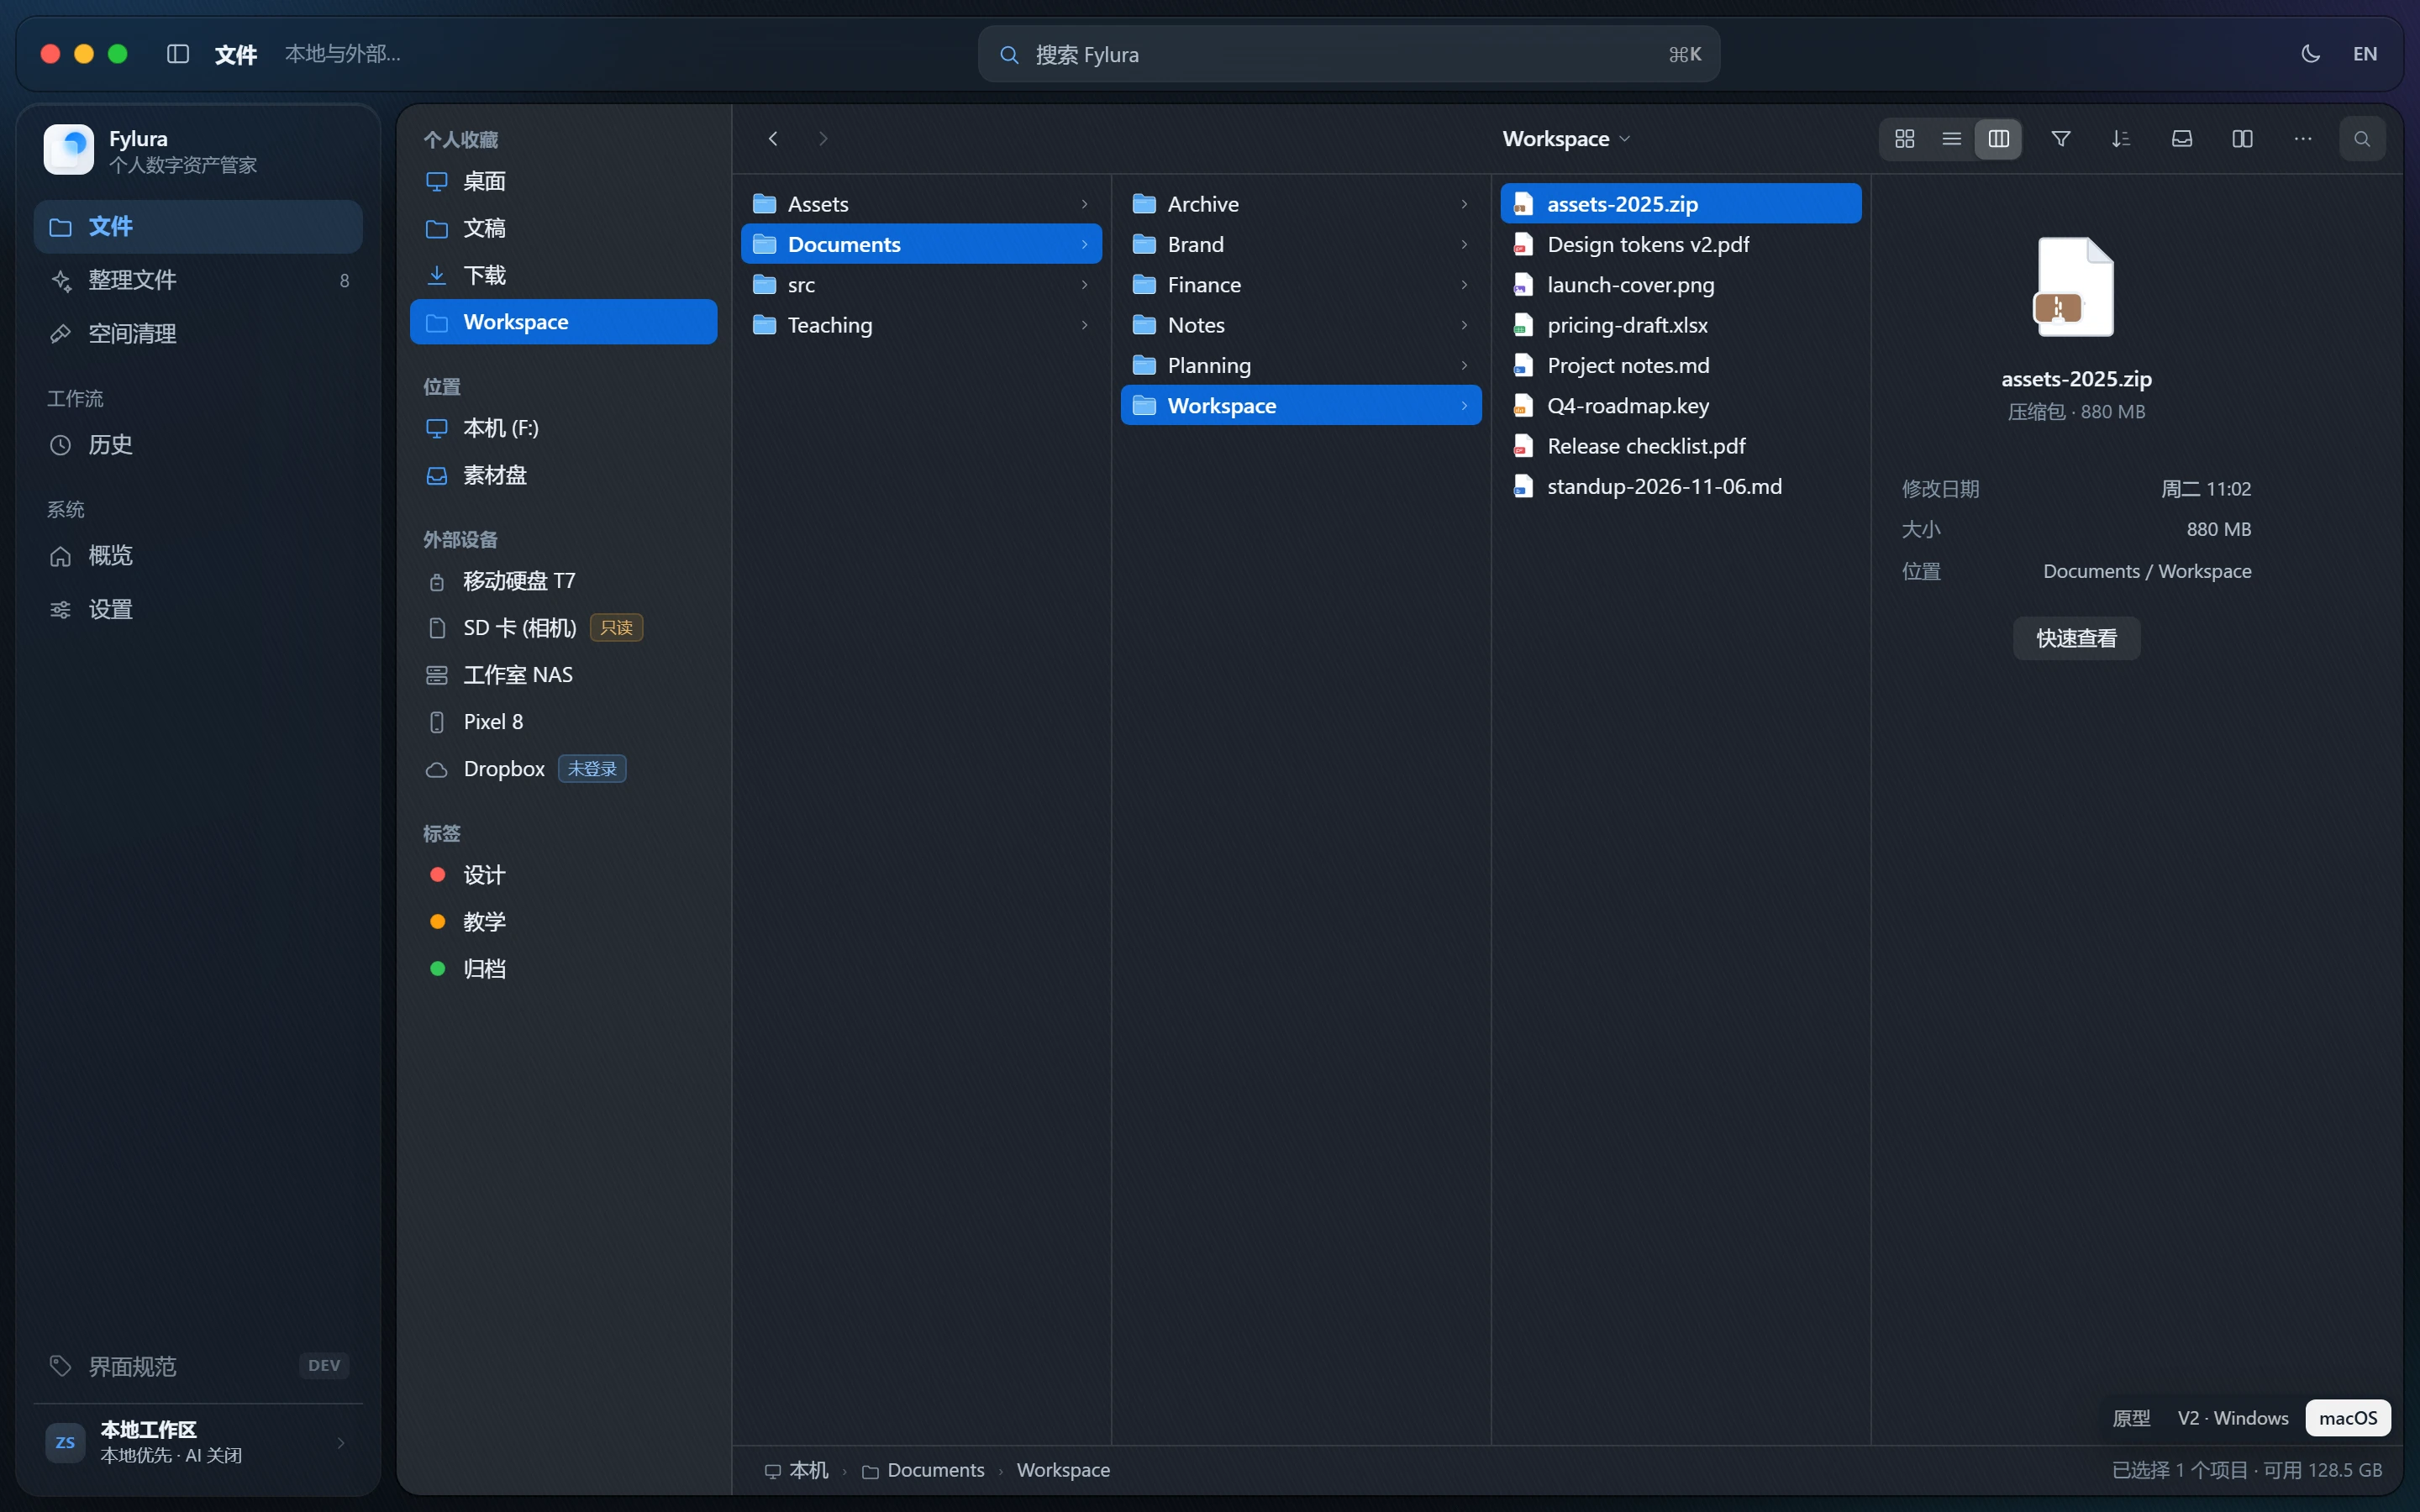 文件 本地与外部...
搜索 Fylura ⌘K
EN
Fylura
个人数字资产管家
文件
整理文件 8
空间清理
工作流
历史
系统
概览
设置
界面规范 DEV
ZS
本地工作区
本地优先 · AI 关闭
个人收藏
桌面
文稿
下载
Workspace
位置
本机 (F:)
素材盘
外部设备
移动硬盘 T7
SD 卡 (相机) 只读
工作室 NAS
Pixel 8
Dropbox 未登录
标签
设计
教学
归档
Workspace
Assets
Documents
src
Teaching
Archive
Brand
Finance
Notes
Planning
Workspace
assets-2025.zip
Design tokens v2.pdf
launch-cover.png
pricing-draft.xlsx
Project notes.md
Q4-roadmap.key
Release checklist.pdf
standup-2026-11-06.md
assets-2025.zip
压缩包 · 880 MB
修改日期 周二 11:02
大小 880 MB
位置 Documents / Workspace
快速查看
原型 V2 · Windows macOS
本机 › Documents › Workspace
已选择 1 个项目 · 可用 128.5 GB